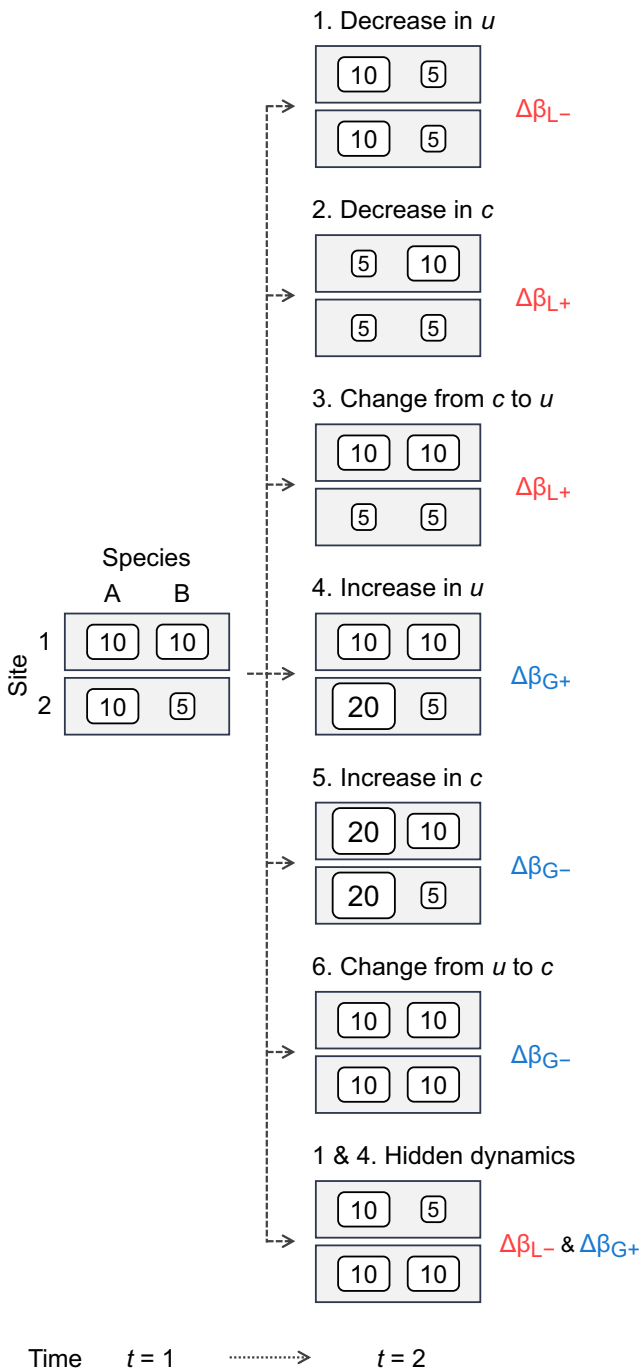 1. Decrease in u
10 5
10 5
ΔβL−
2. Decrease in c
5 10
5 5
ΔβL+
3. Change from c to u
10 10
5 5
ΔβL+
Species
A B
Site
1 10 10
2 10 5
4. Increase in u
10 10
20 5
ΔβG+
5. Increase in c
20 10
20 5
ΔβG−
6. Change from u to c
10 10
10 10
ΔβG−
1 & 4. Hidden dynamics
10 5
10 10
ΔβL− & ΔβG+
Time t = 1 t = 2